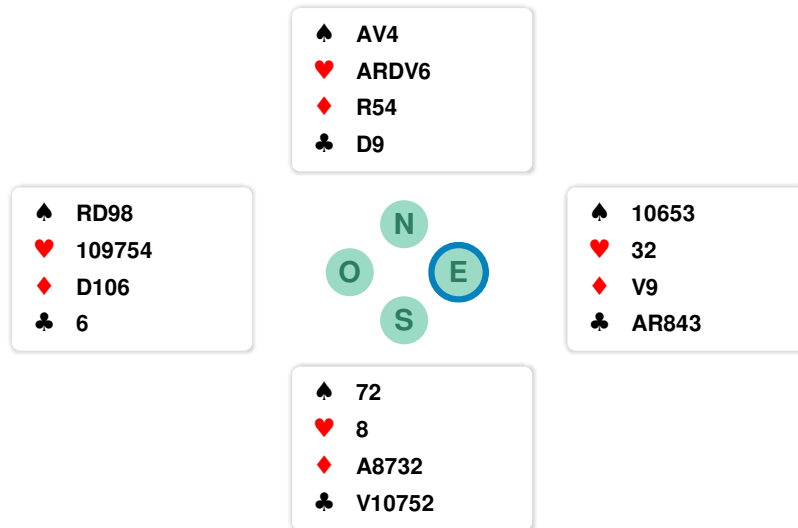 ♠ AV4
♥ ARDV6
♦ R54
♣ D9
♠ RD98
♥ 109754
♦ D106
♣ 6
N
O E
S
♠ 10653
♥ 32
♦ V9
♣ AR843
♠ 72
♥ 8
♦ A8732
♣ V10752